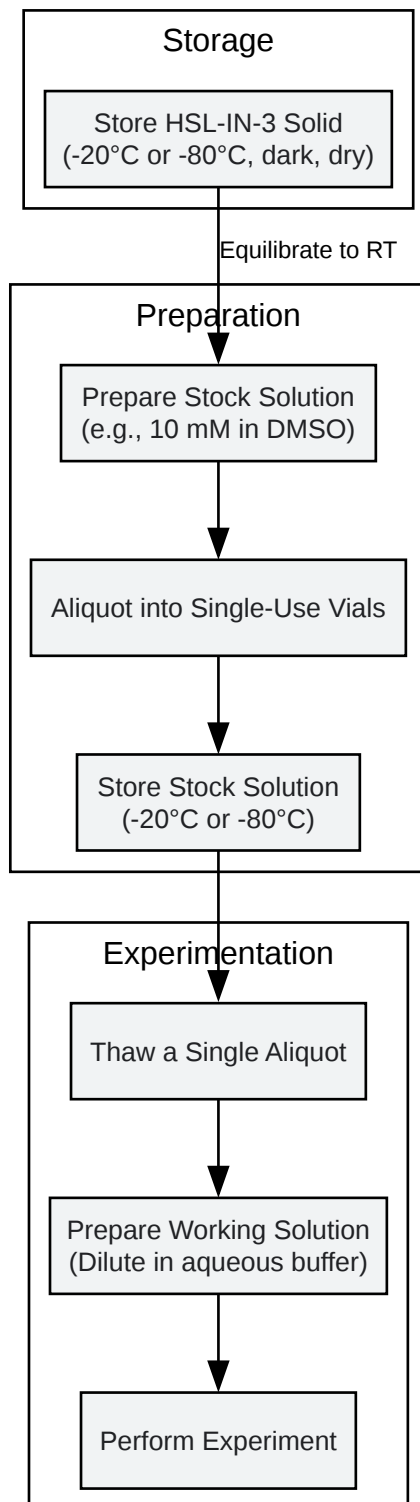 Storage
Store HSL-IN-3 Solid
(-20°C or -80°C, dark, dry)
Equilibrate to RT
Preparation
Prepare Stock Solution
(e.g., 10 mM in DMSO)
Aliquot into Single-Use Vials
Store Stock Solution
(-20°C or -80°C)
Experimentation
Thaw a Single Aliquot
Prepare Working Solution
(Dilute in aqueous buffer)
Perform Experiment